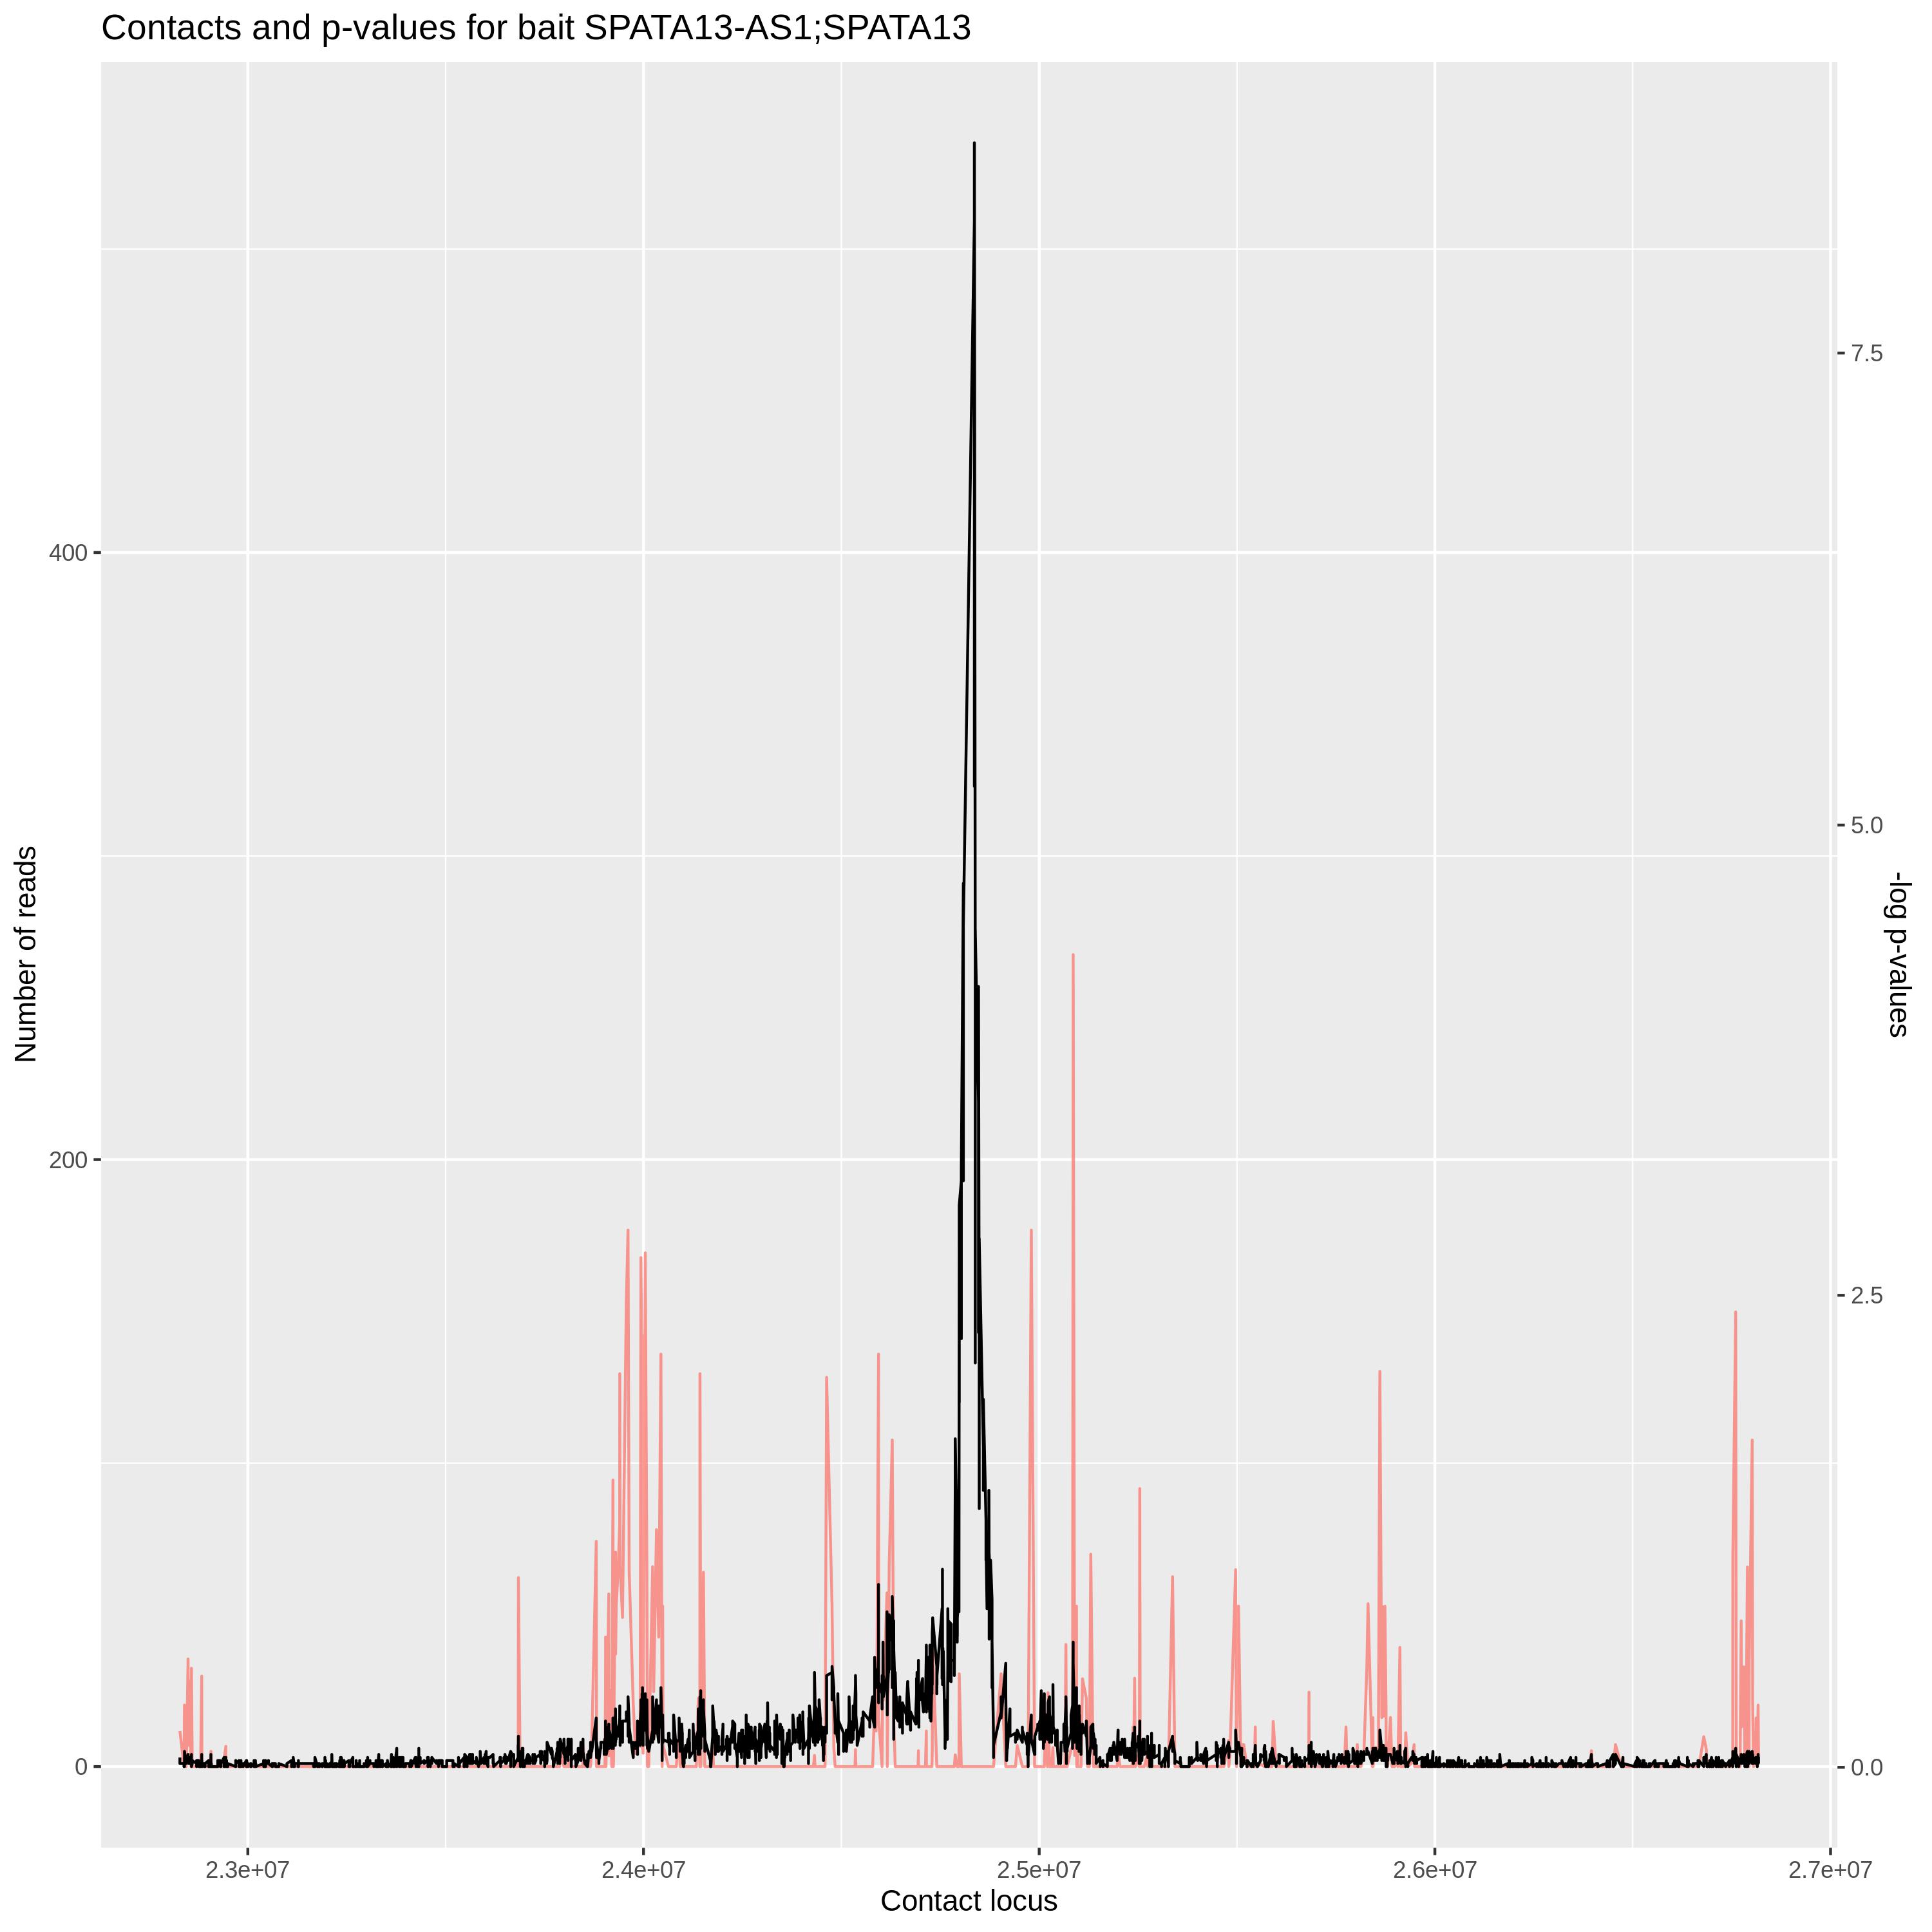 Contacts and p-values for bait SPATA13-AS1;SPATA13
Number of reads
400
200
0
7.5
5.0
2.5
0.0
-log p-values
2.3e+07
2.4e+07
2.5e+07
2.6e+07
2.7e+07
Contact locus